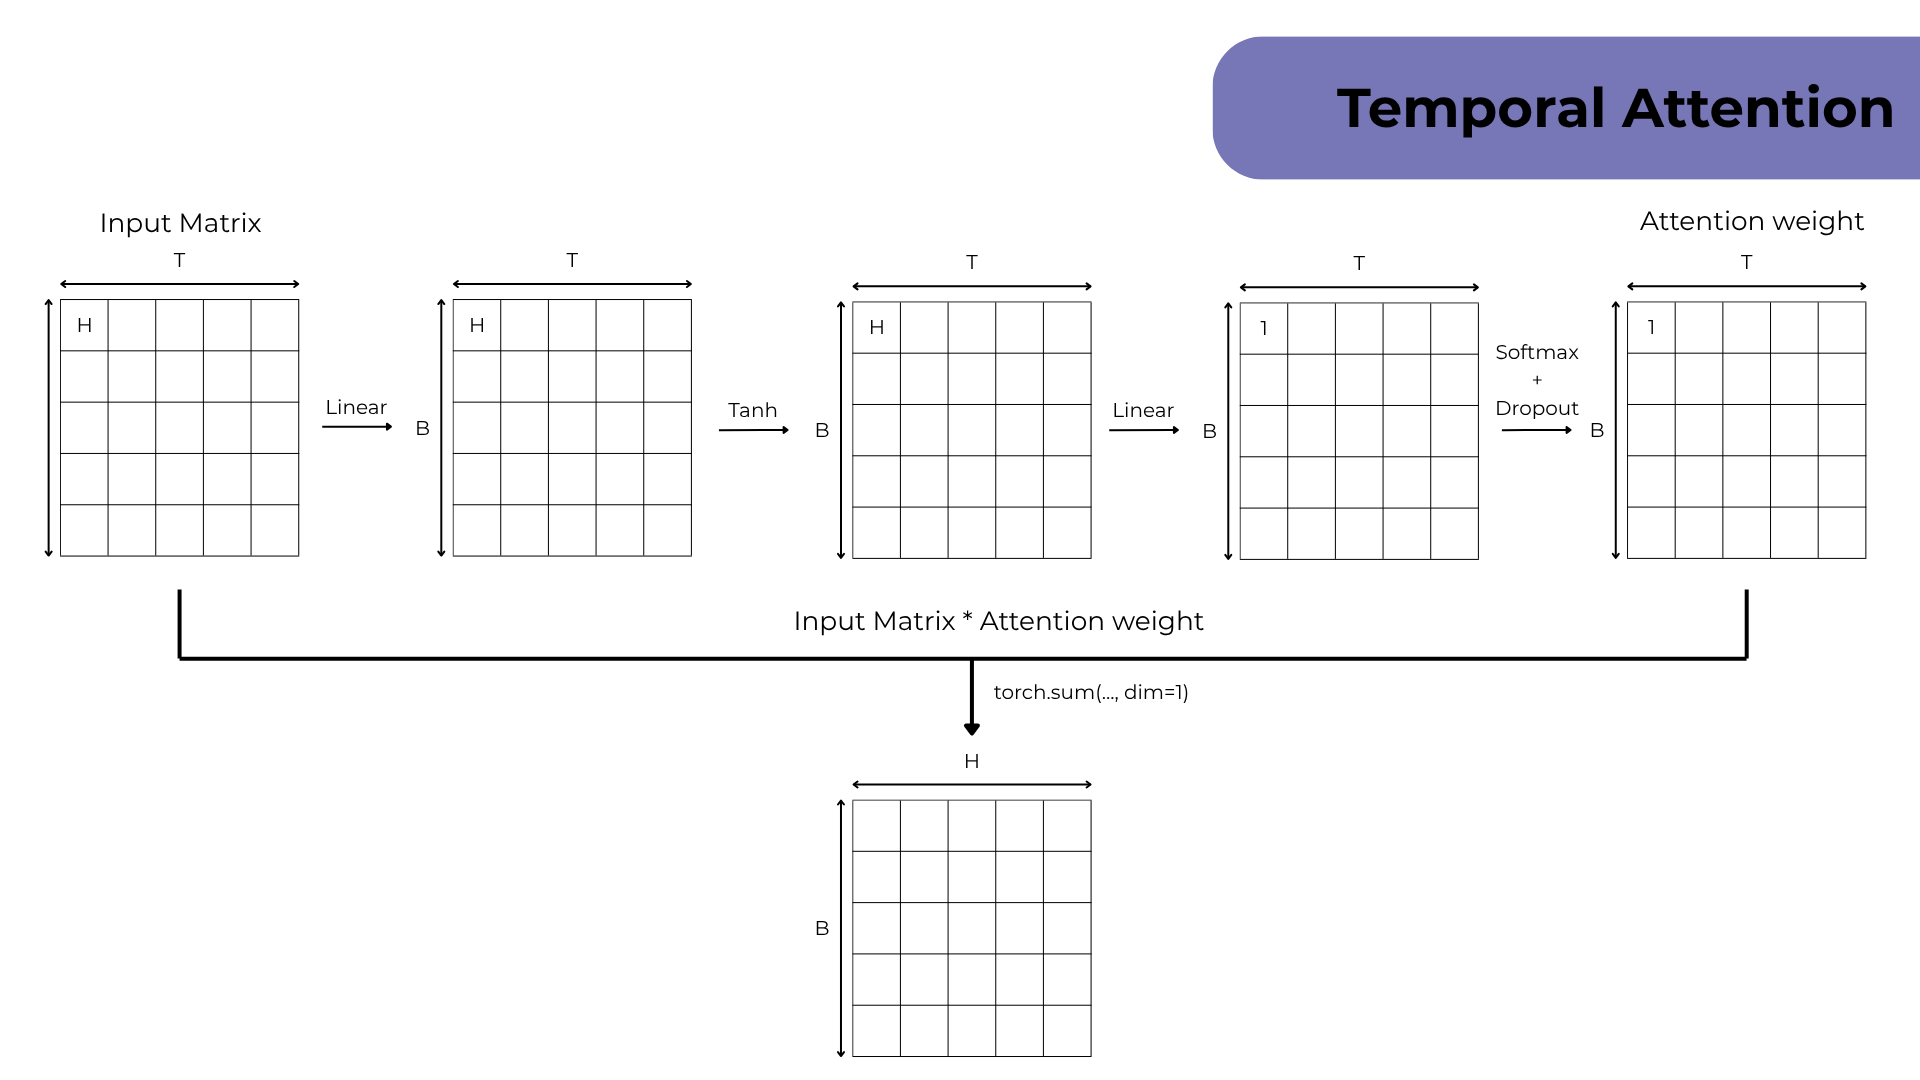 Temporal Attention
Input Matrix
Attention weight
T
T
T
T
T
H
H
H
1
1
Linear
B
Tanh
B
Linear
B
Softmax
+
Dropout
B
Input Matrix * Attention weight
torch.sum(..., dim=1)
H
B